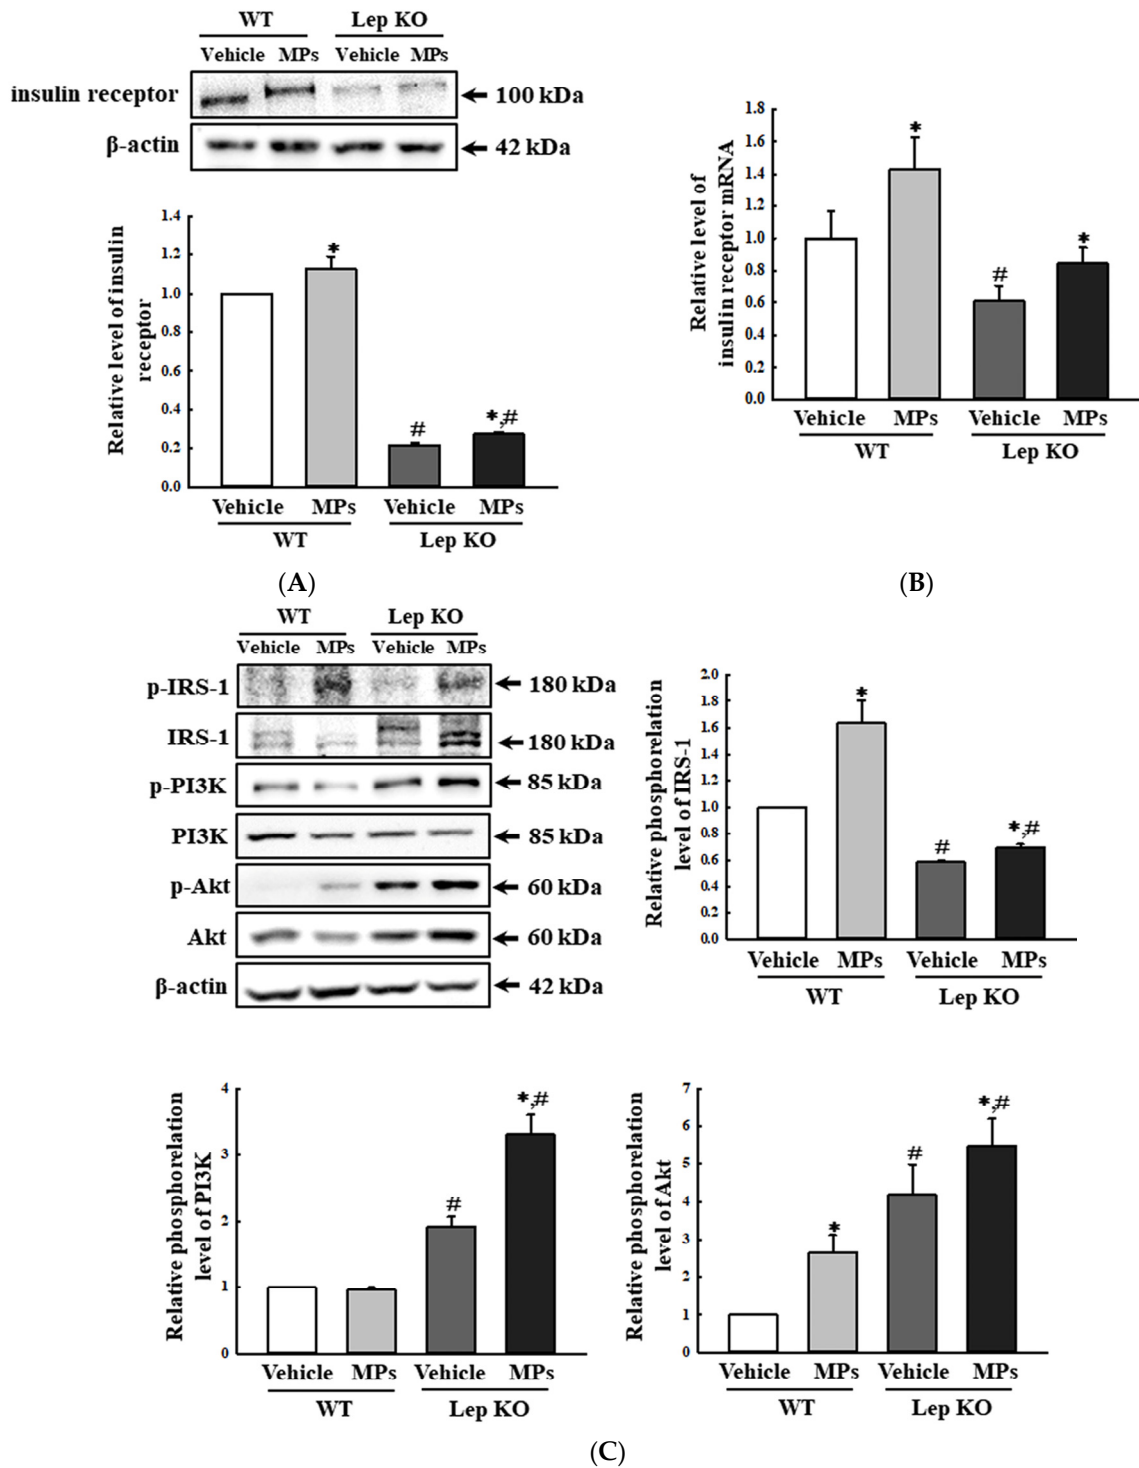 WT Lep KO
Vehicle MPs Vehicle MPs
insulin receptor 100 kDa
β-actin 42 kDa
Relative level of insulin
receptor
1.4
1.2
1.0
0.8
0.6
0.4
0.2
0.0
*
#
*,#
Vehicle MPs Vehicle MPs
WT Lep KO
(A)
Relative level of
insulin receptor mRNA
1.8
1.6
1.4
1.2
1.0
0.8
0.6
0.4
0.2
0.0
*
#
*
Vehicle MPs Vehicle MPs
WT Lep KO
(B)
WT Lep KO
Vehicle MPs Vehicle MPs
p-IRS-1 180 kDa
IRS-1 180 kDa
p-PI3K 85 kDa
PI3K 85 kDa
p-Akt 60 kDa
Akt 60 kDa
β-actin 42 kDa
Relative phosphorelation
level of IRS-1
2.0
1.8
1.6
1.4
1.2
1.0
0.8
0.6
0.4
0.2
0.0
*
#
*,#
Vehicle MPs Vehicle MPs
WT Lep KO
Relative phosphorelation
level of PI3K
4
3
2
1
0
#
*,#
Vehicle MPs Vehicle MPs
WT Lep KO
Relative phosphorelation
level of Akt
7
6
5
4
3
2
1
0
*
#
*,#
Vehicle MPs Vehicle MPs
WT Lep KO
(C)